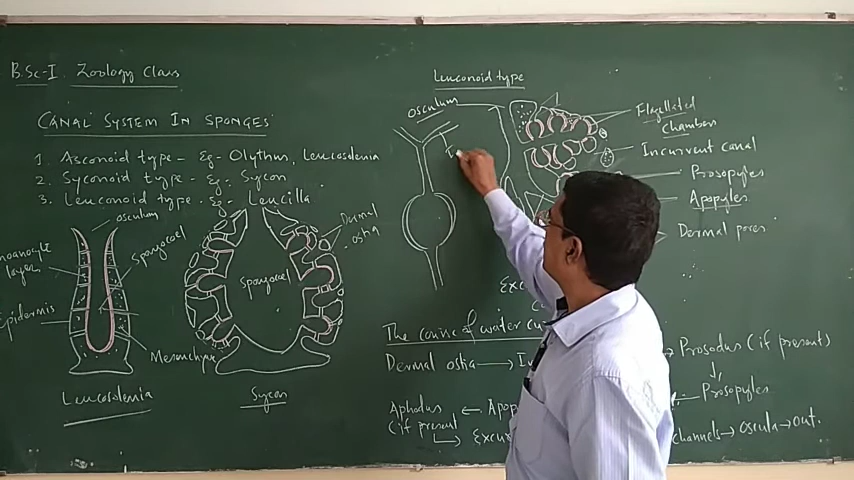 B.Sc-I. Zoology Class
CANAL SYSTEM IN SPONGES
1. Asconoid type - Eg- Olythus, Leucosolenia
2. Syconoid type - Eg- Sycon
3. Leuconoid type. Eg- Leucilla
osculum
Spongocoel
layer
Epidermis
Mesenchyme
Leucosolenia
Spongocoel
Dermal
ostia
Sycon
Leuconoid type
osculum
Flagellated
chambers
Incurrent canal
Prosopyles
Apopyles
Dermal pores
The course of water
Dermal ostia → I
→ Prosodus (if present)
↓
Prosopyles
Aphodus ← Apop
(if present
↳ Excur
channels → oscula → out.